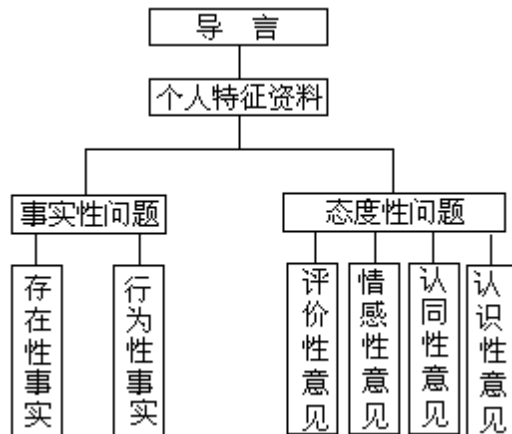 导 言
个人特征资料
事实性问题
态度性问题
存在性事实
行为性事实
评价性意见
情感性意见
认同性意见
认识性意见